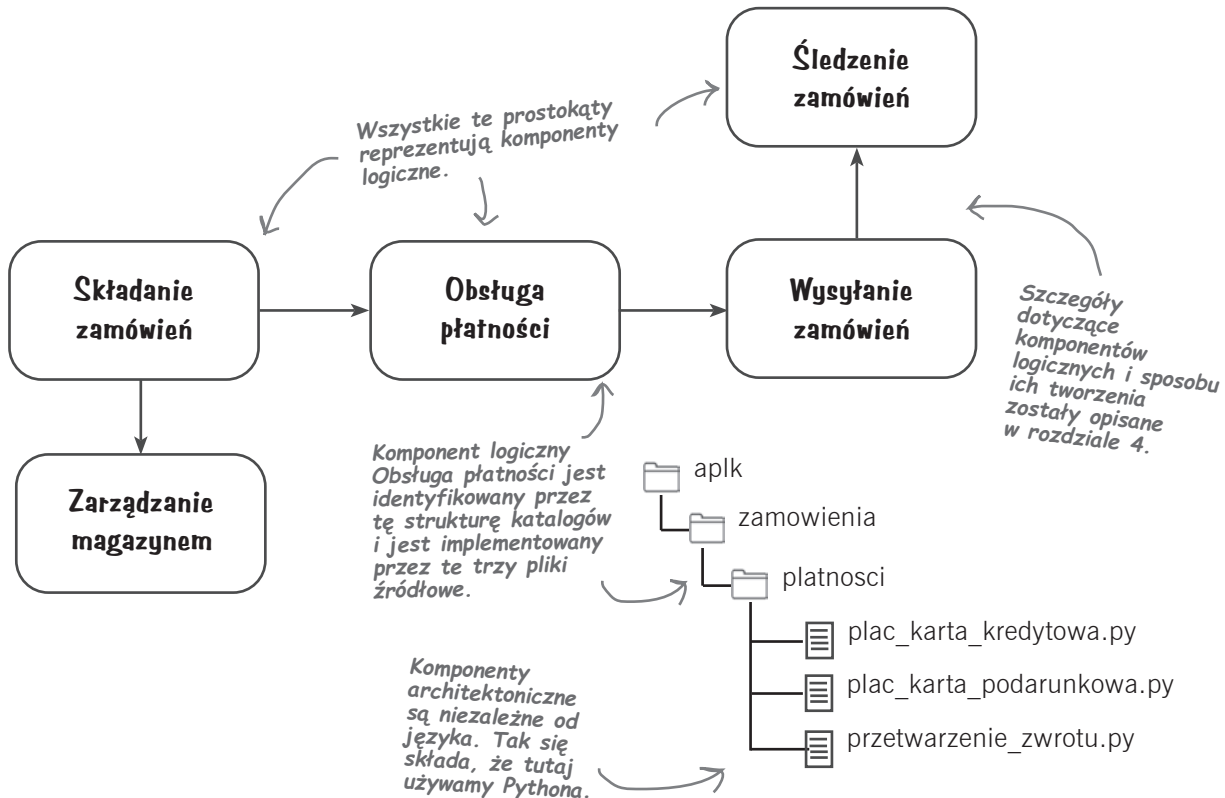 Śledzenie
zamówień
Wszystkie te prostokąty
reprezentują komponenty
logiczne.
Składanie
zamówień
Obsługa
płatności
Wysyłanie
zamówień
Szczegóły
dotyczące
komponentów
logicznych i sposobu
ich tworzenia
zostały opisane
w rozdziale 4.
Zarządzanie
magazynem
Komponent logiczny
Obsługa płatności jest
identyfikowany przez
tę strukturę katalogów
i jest implementowany
przez te trzy pliki
źródłowe.
aplk
zamowienia
platnosci
plac_karta_kredytowa.py
plac_karta_podarunkowa.py
przetwarzenie_zwrotu.py
Komponenty
architektoniczne
są niezależne od
języka. Tak się
składa, że tutaj
używamy Pythona.